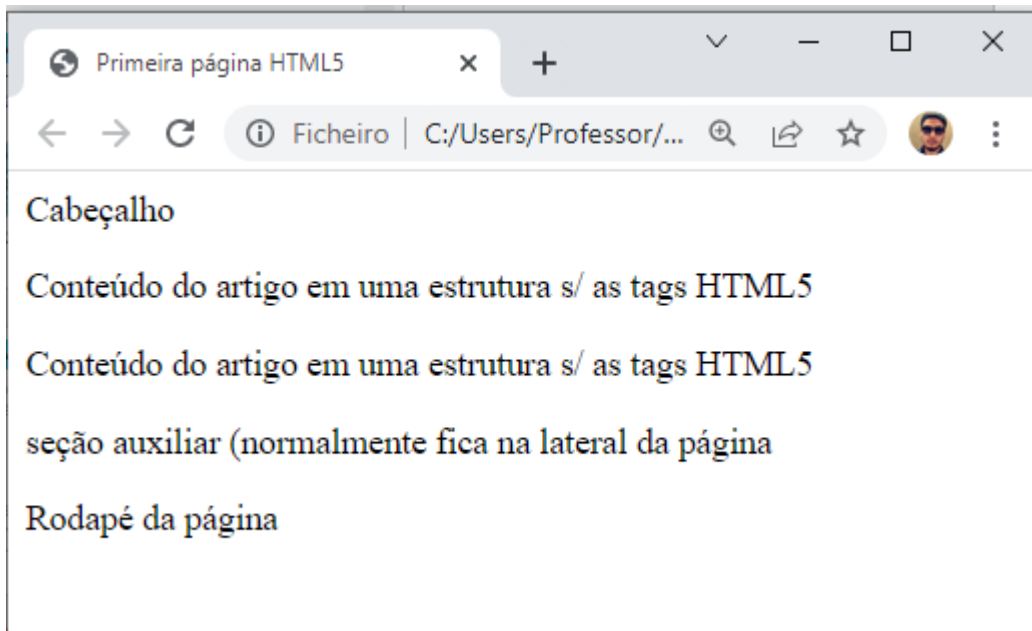 Primeira página HTML5
Ficheiro | C:/Users/Professor/...
Cabeçalho
Conteúdo do artigo em uma estrutura s/ as tags HTML5
Conteúdo do artigo em uma estrutura s/ as tags HTML5
seção auxiliar (normalmente fica na lateral da página
Rodapé da página